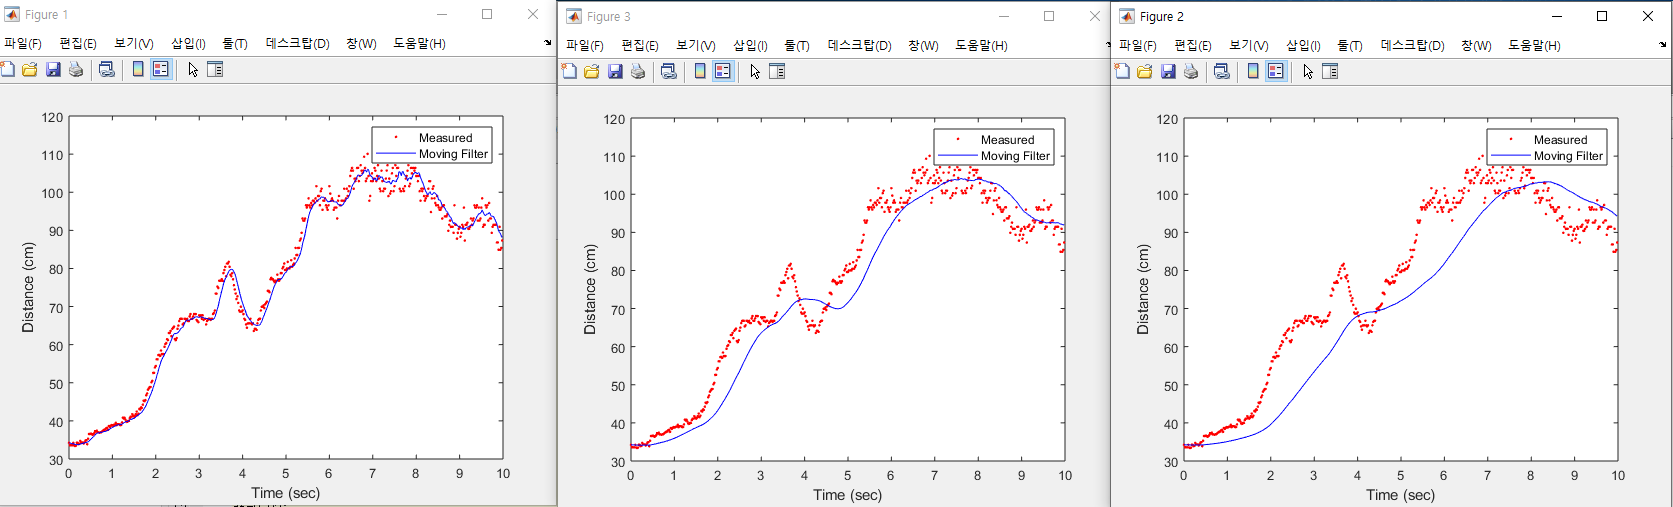 Figure 1
파일(F) 편집(E) 보기(V) 삽입(I) 툴(T) 데스크탑(D) 창(W) 도움말(H)
120
110
100
90
80
70
60
50
40
30
0 1 2 3 4 5 6 7 8 9 10
Distance (cm)
Time (sec)
Measured
Moving Filter
Figure 3
파일(F) 편집(E) 보기(V) 삽입(I) 툴(T) 데스크탑(D) 창(W) 도움말(H)
120
110
100
90
80
70
60
50
40
30
0 1 2 3 4 5 6 7 8 9 10
Distance (cm)
Time (sec)
Measured
Moving Filter
Figure 2
파일(F) 편집(E) 보기(V) 삽입(I) 툴(T) 데스크탑(D) 창(W) 도움말(H)
120
110
100
90
80
70
60
50
40
30
0 1 2 3 4 5 6 7 8 9 10
Distance (cm)
Time (sec)
Measured
Moving Filter